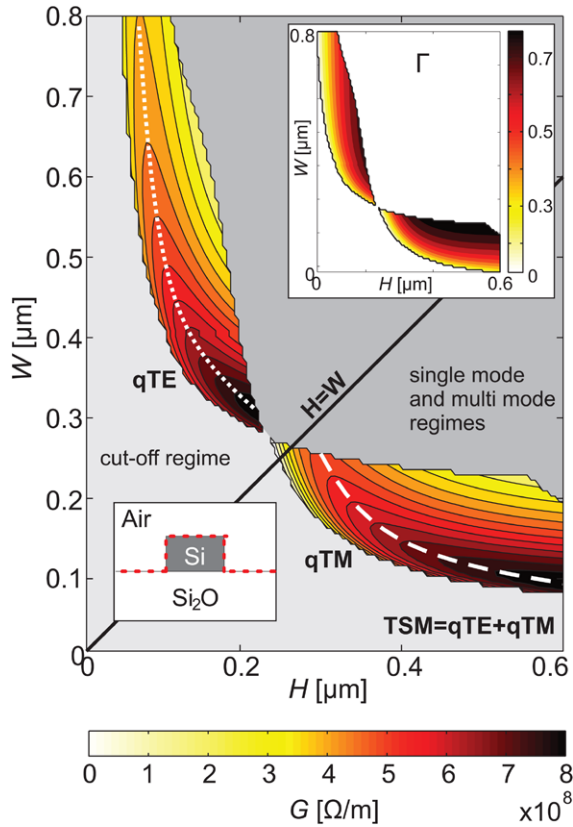 0.8
0.7
0.6
0.5
0.4
0.3
0.2
0.1
0
W [µm]
0.2
0.4
0.6
H [µm]
0.8
0
W [µm]
0
H [µm]
0.6
Γ
0.7
0.5
0.3
0.2
0
qTE
H=W
single mode
and multi mode
regimes
cut-off regime
Air
Si
Si₂O
qTM
TSM=qTE+qTM
0 1 2 3 4 5 6 7 8
G [Ω/m]
x10⁸